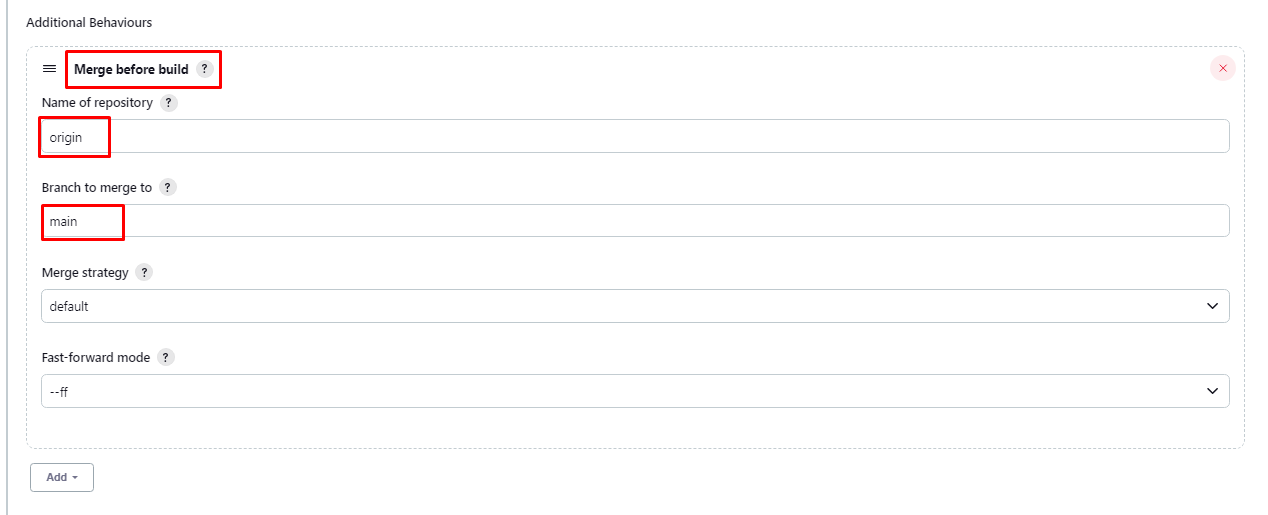 Additional Behaviours
Merge before build ?
Name of repository ?
origin
Branch to merge to ?
main
Merge strategy ?
default
Fast-forward mode ?
--ff
Add